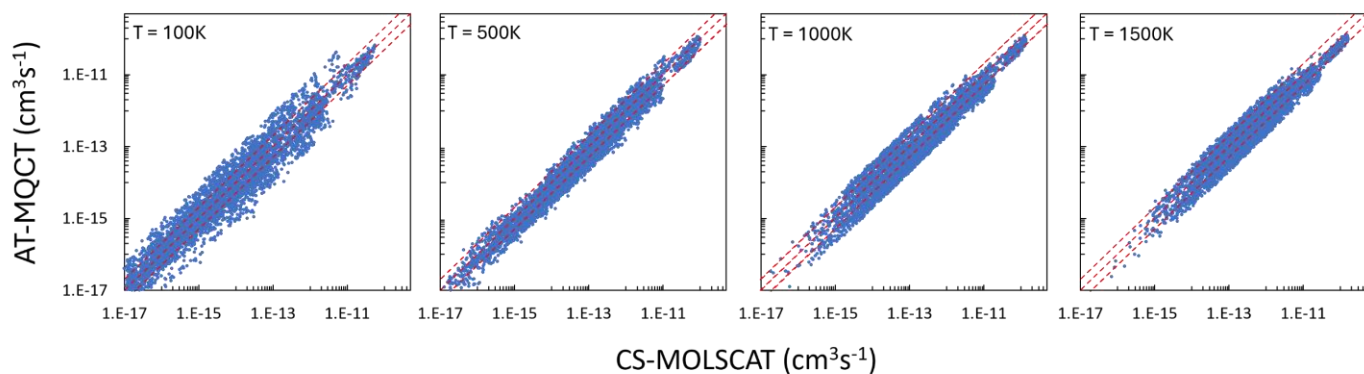 T = 100K
T = 500K
T = 1000K
T = 1500K
AT-MQCT (cm³s⁻¹)
1.E-11
1.E-13
1.E-15
1.E-17
1.E-17 1.E-15 1.E-13 1.E-11
1.E-17 1.E-15 1.E-13 1.E-11
1.E-17 1.E-15 1.E-13 1.E-11
1.E-17 1.E-15 1.E-13 1.E-11
CS-MOLSCAT (cm³s⁻¹)